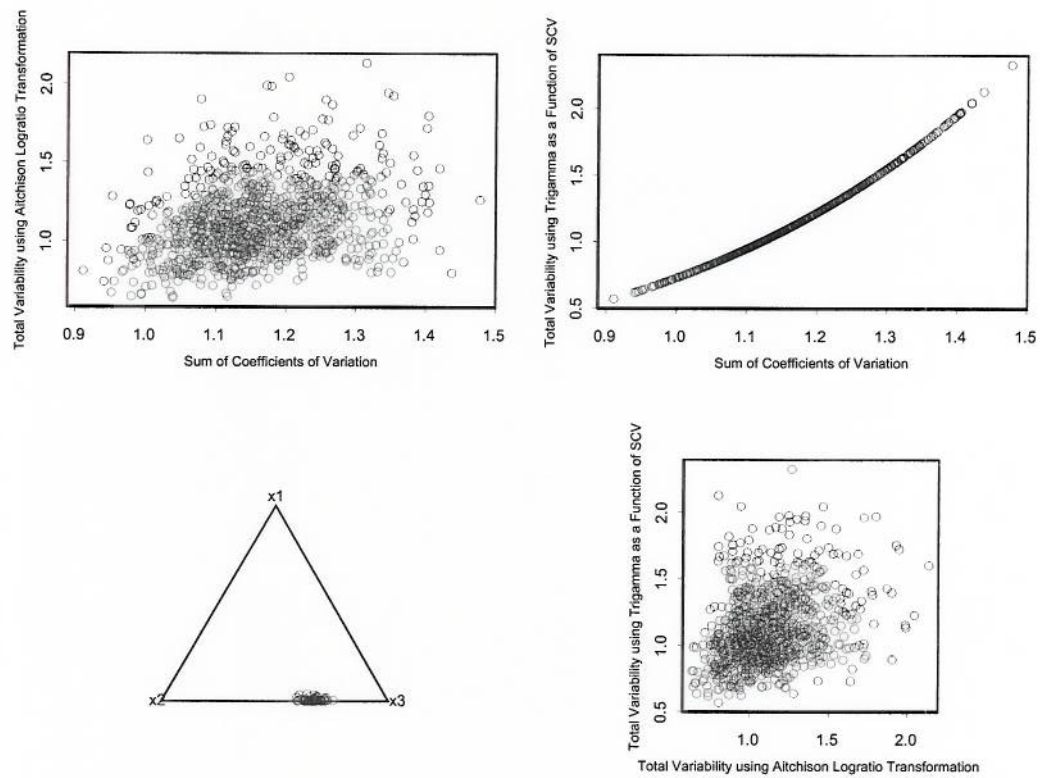 Total Variability using Aitchison Logratio Transformation
2.0
1.5
1.0
0.9 1.0 1.1 1.2 1.3 1.4 1.5
Sum of Coefficients of Variation
Total Variability using Trigamma as a Function of SCV
2.0
1.5
1.0
0.5
0.9 1.0 1.1 1.2 1.3 1.4 1.5
Sum of Coefficients of Variation
x1
x2 x3
Total Variability using Trigamma as a Function of SCV
2.0
1.5
1.0
0.5
1.0 1.5 2.0
Total Variability using Aitchison Logratio Transformation